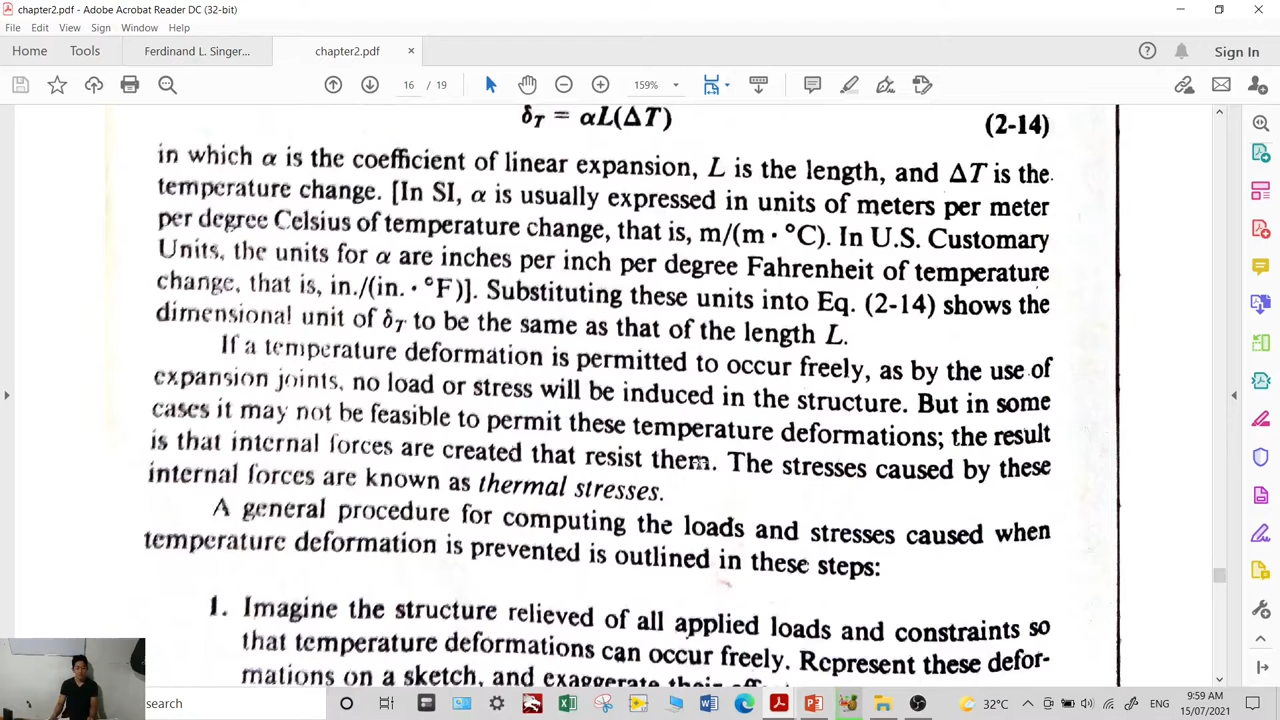 chapter2.pdf - Adobe Acrobat Reader DC (32-bit)
File Edit View Sign Window Help
Home Tools Ferdinand L. Singer... chapter2.pdf × Sign In
16 / 19 159%
δT = αL(ΔT) (2-14)
in which α is the coefficient of linear expansion, L is the length, and ΔT is the
temperature change. [In SI, α is usually expressed in units of meters per meter
per degree Celsius of temperature change, that is, m/(m · °C). In U.S. Customary
Units, the units for α are inches per inch per degree Fahrenheit of temperature
change, that is, in./(in. · °F)]. Substituting these units into Eq. (2-14) shows the
dimensional unit of δT to be the same as that of the length L.
If a temperature deformation is permitted to occur freely, as by the use of
expansion joints, no load or stress will be induced in the structure. But in some
cases it may not be feasible to permit these temperature deformations; the result
is that internal forces are created that resist them. The stresses caused by these
internal forces are known as thermal stresses.
A general procedure for computing the loads and stresses caused when
temperature deformation is prevented is outlined in these steps:
1. Imagine the structure relieved of all applied loads and constraints so
that temperature deformations can occur freely. Represent these defor-
mations on a sketch, and exaggerate their
search
32°C
9:59 AM
15/07/2021